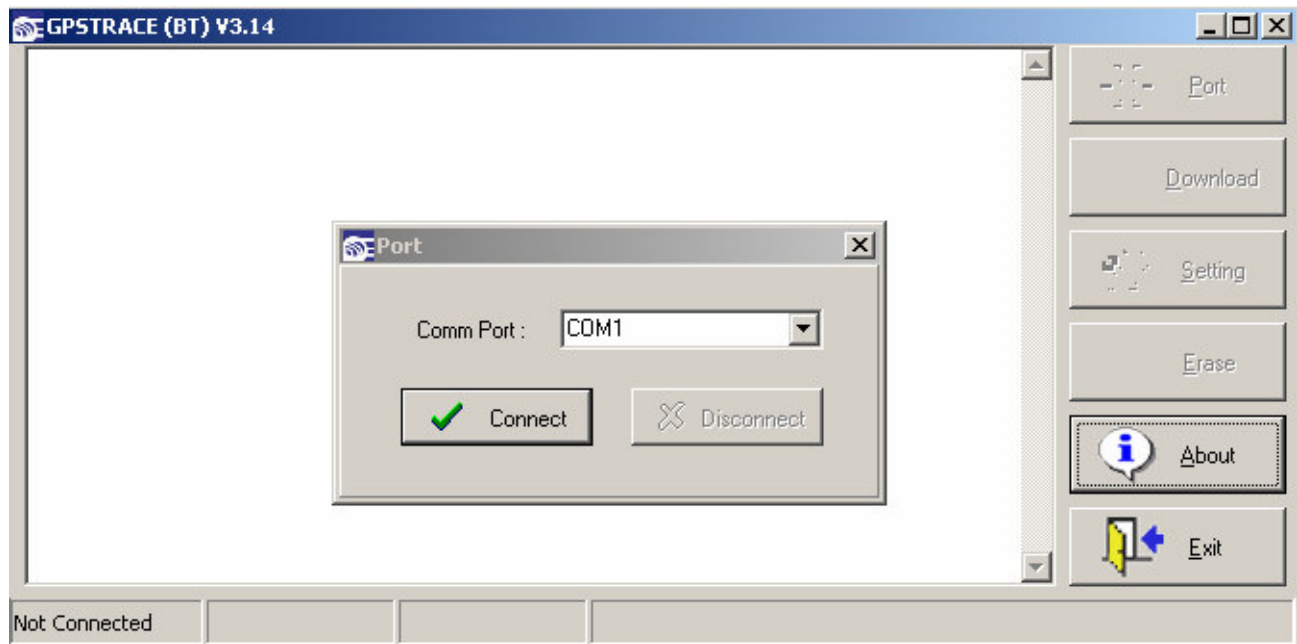 GPSTRACE (BT) V3.14
Port
Download
Setting
Erase
About
Exit
Port
Comm Port :
COM1
Connect
Disconnect
Not Connected